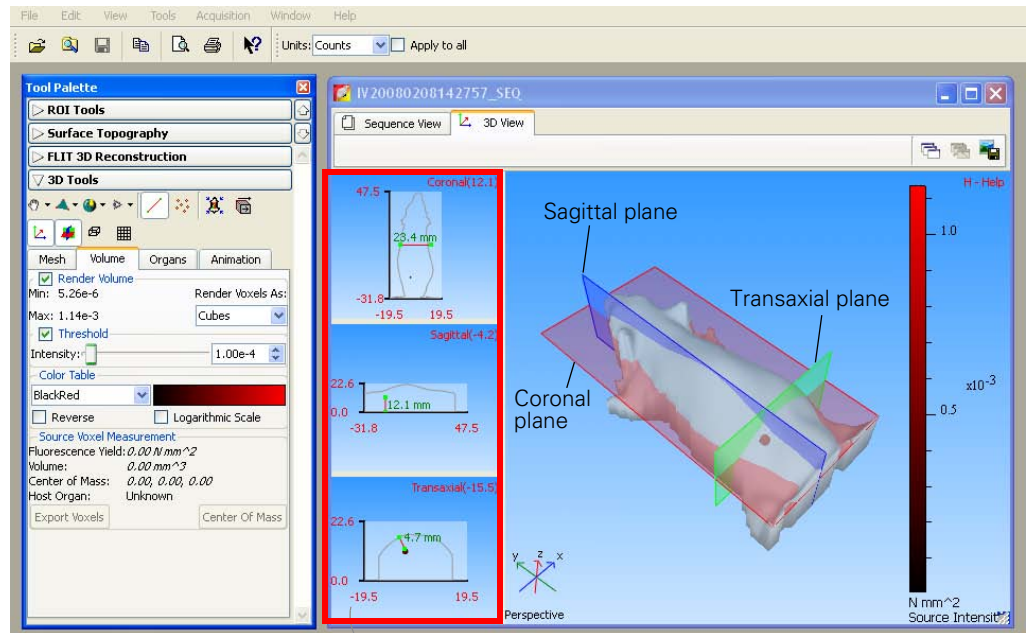 File Edit View Tools Acquisition Window Help
Units: Counts Apply to all
Tool Palette
ROI Tools
Surface Topography
FLIT 3D Reconstruction
3D Tools
Mesh Volume Organs Animation
Render Volume
Min: 5.26e-6 Render Voxels As:
Max: 1.14e-3 Cubes
Threshold
Intensity: 1.00e-4
Color Table
BlackRed
Reverse Logarithmic Scale
Source Voxel Measurement
Fluorescence Yield: 0.00 N mm^2
Volume: 0.00 mm^3
Center of Mass: 0.00, 0.00, 0.00
Host Organ: Unknown
Export Voxels Center Of Mass
IV20080208142757_SEQ
Sequence View 3D View
Coronal(12.1)
47.5
23.4 mm
-31.8
-19.5 19.5
Sagittal(-4.2)
22.6
12.1 mm
0.0
-31.8 47.5
Transaxial(-15.5)
22.6
4.7 mm
0.0
-19.5 19.5
H - Help
Sagittal plane
Transaxial plane
Coronal
plane
1.0
x10-3
0.5
y z x
Perspective
N mm^2
Source Intensit